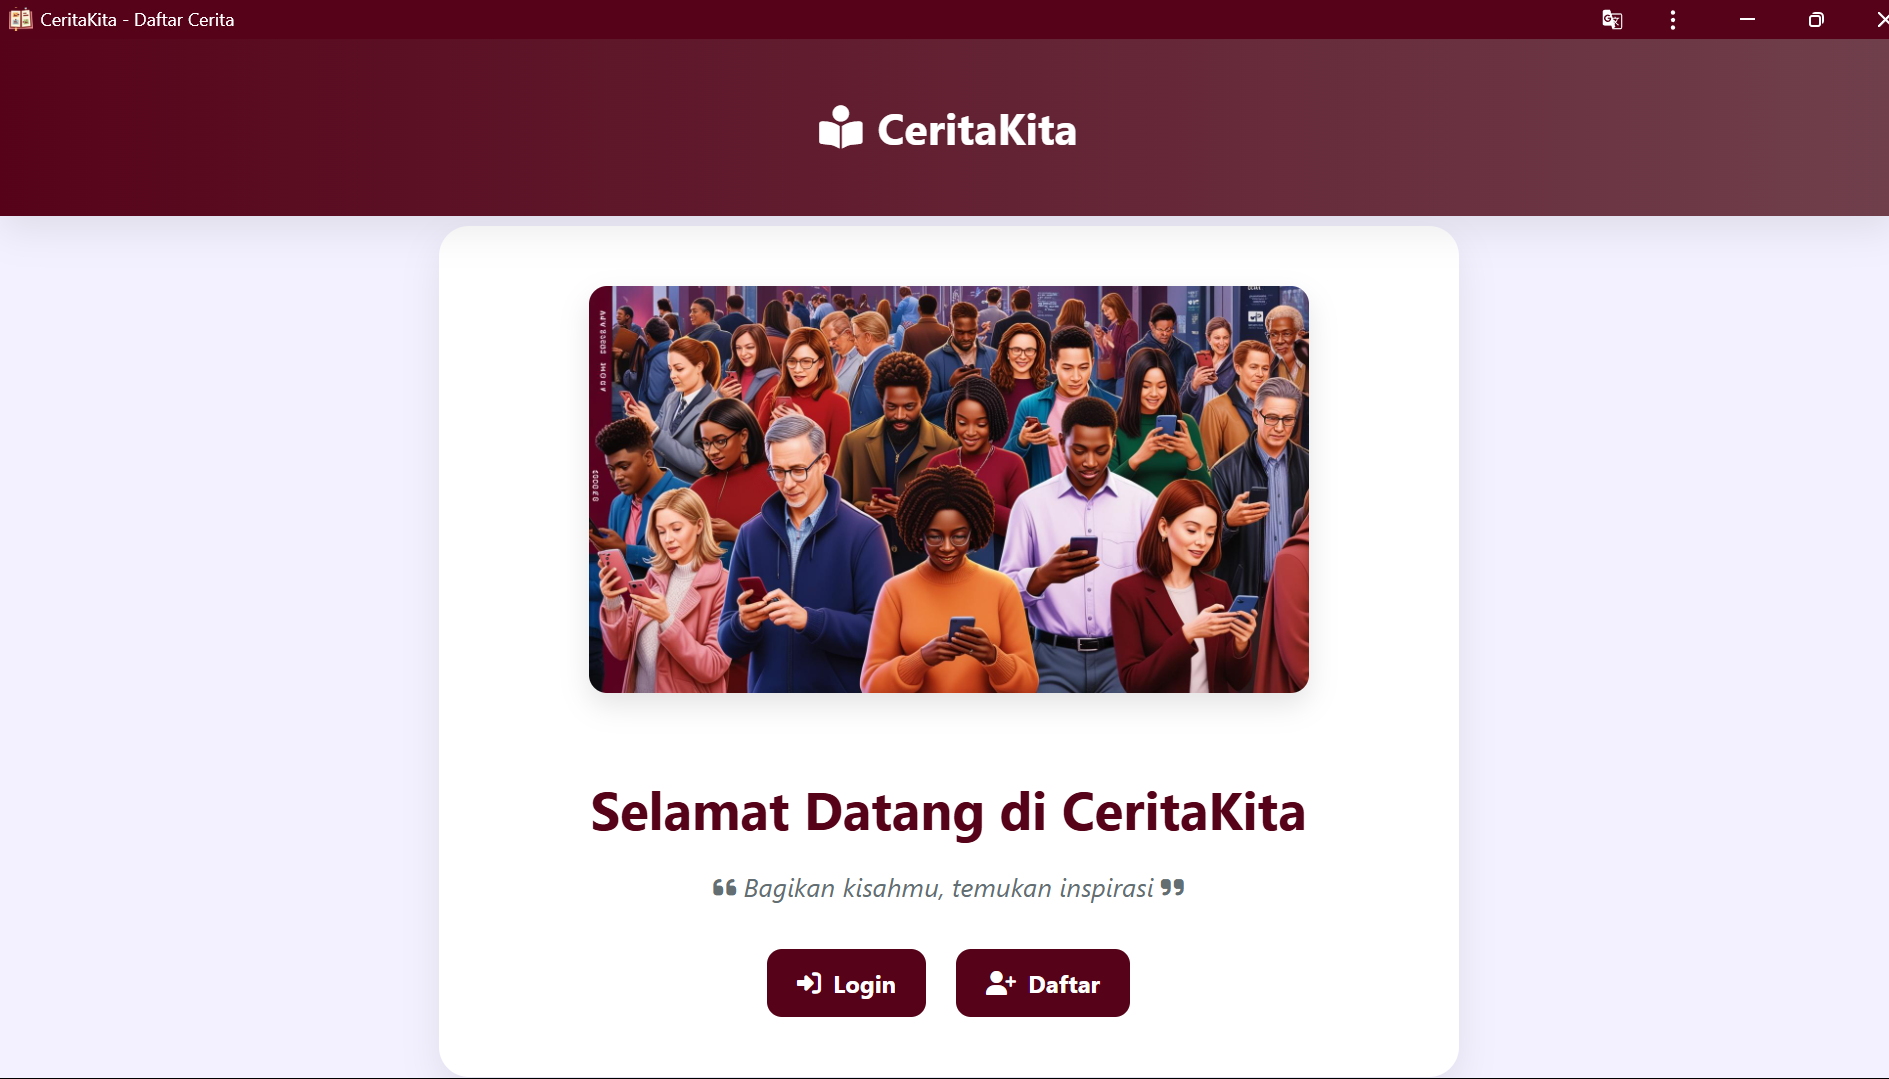 CeritaKita - Daftar Cerita
CeritaKita
Selamat Datang di CeritaKita
❝ Bagikan kisahmu, temukan inspirasi ❞
Login
Daftar